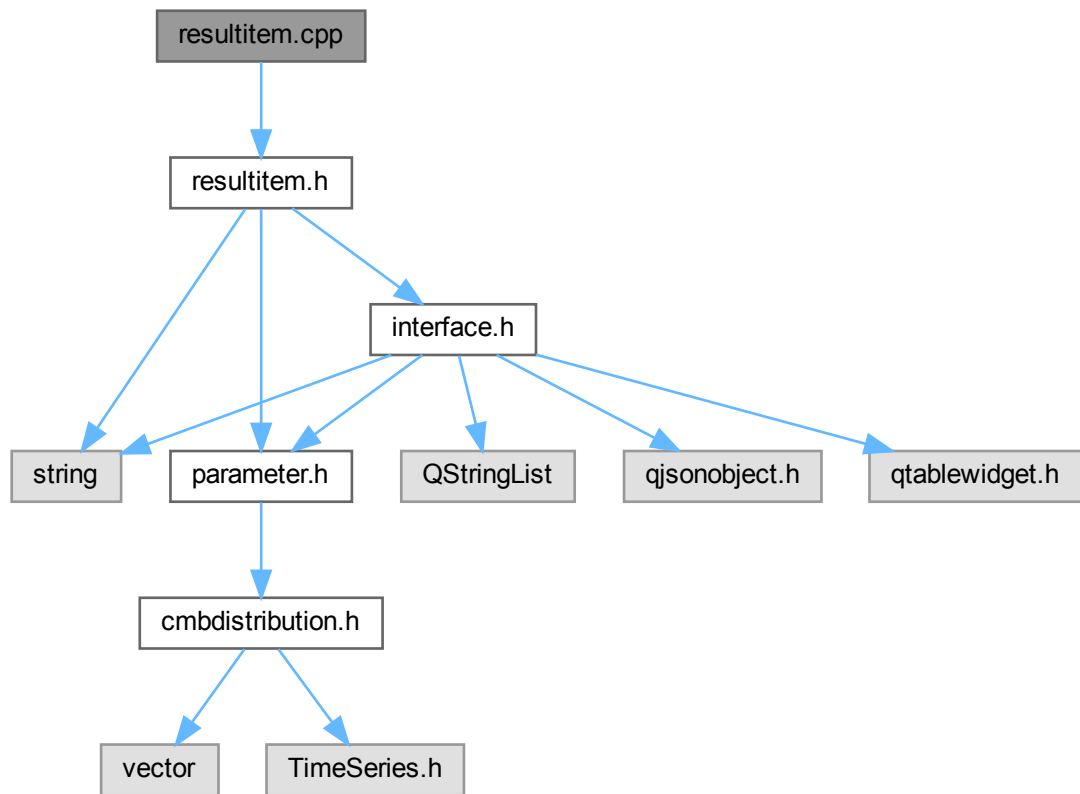 resultitem.cpp
resultitem.h
interface.h
string
parameter.h
QStringList
qjsonobject.h
qtablewidget.h
cmbdistribution.h
vector
TimeSeries.h